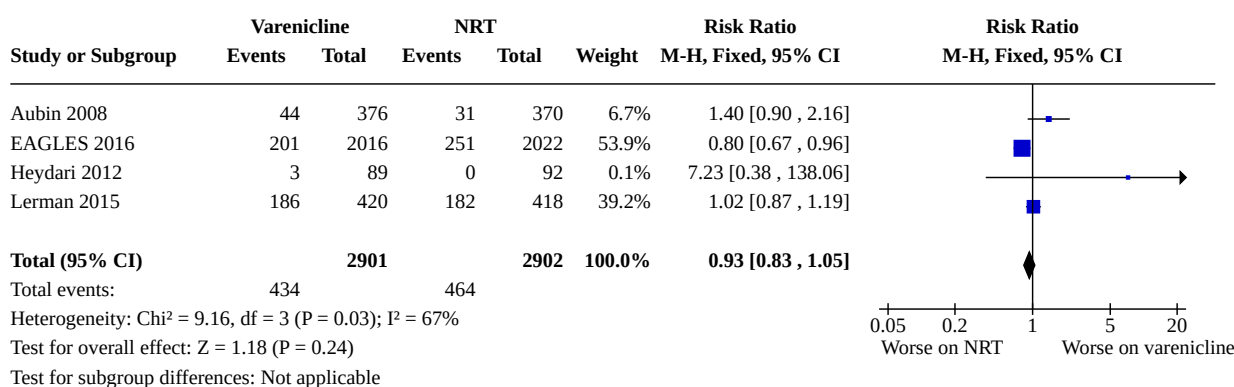 Varenicline NRT Risk Ratio Risk Ratio
Study or Subgroup Events Total Events Total Weight M-H, Fixed, 95% CI M-H, Fixed, 95% CI
Aubin 2008 44 376 31 370 6.7% 1.40 [0.90 , 2.16]
EAGLES 2016 201 2016 251 2022 53.9% 0.80 [0.67 , 0.96]
Heydari 2012 3 89 0 92 0.1% 7.23 [0.38 , 138.06]
Lerman 2015 186 420 182 418 39.2% 1.02 [0.87 , 1.19]
Total (95% CI) 2901 2902 100.0% 0.93 [0.83 , 1.05]
Total events: 434 464
Heterogeneity: Chi² = 9.16, df = 3 (P = 0.03); I² = 67%
0.05 0.2 1 5 20
Test for overall effect: Z = 1.18 (P = 0.24)
Worse on NRT Worse on varenicline
Test for subgroup differences: Not applicable